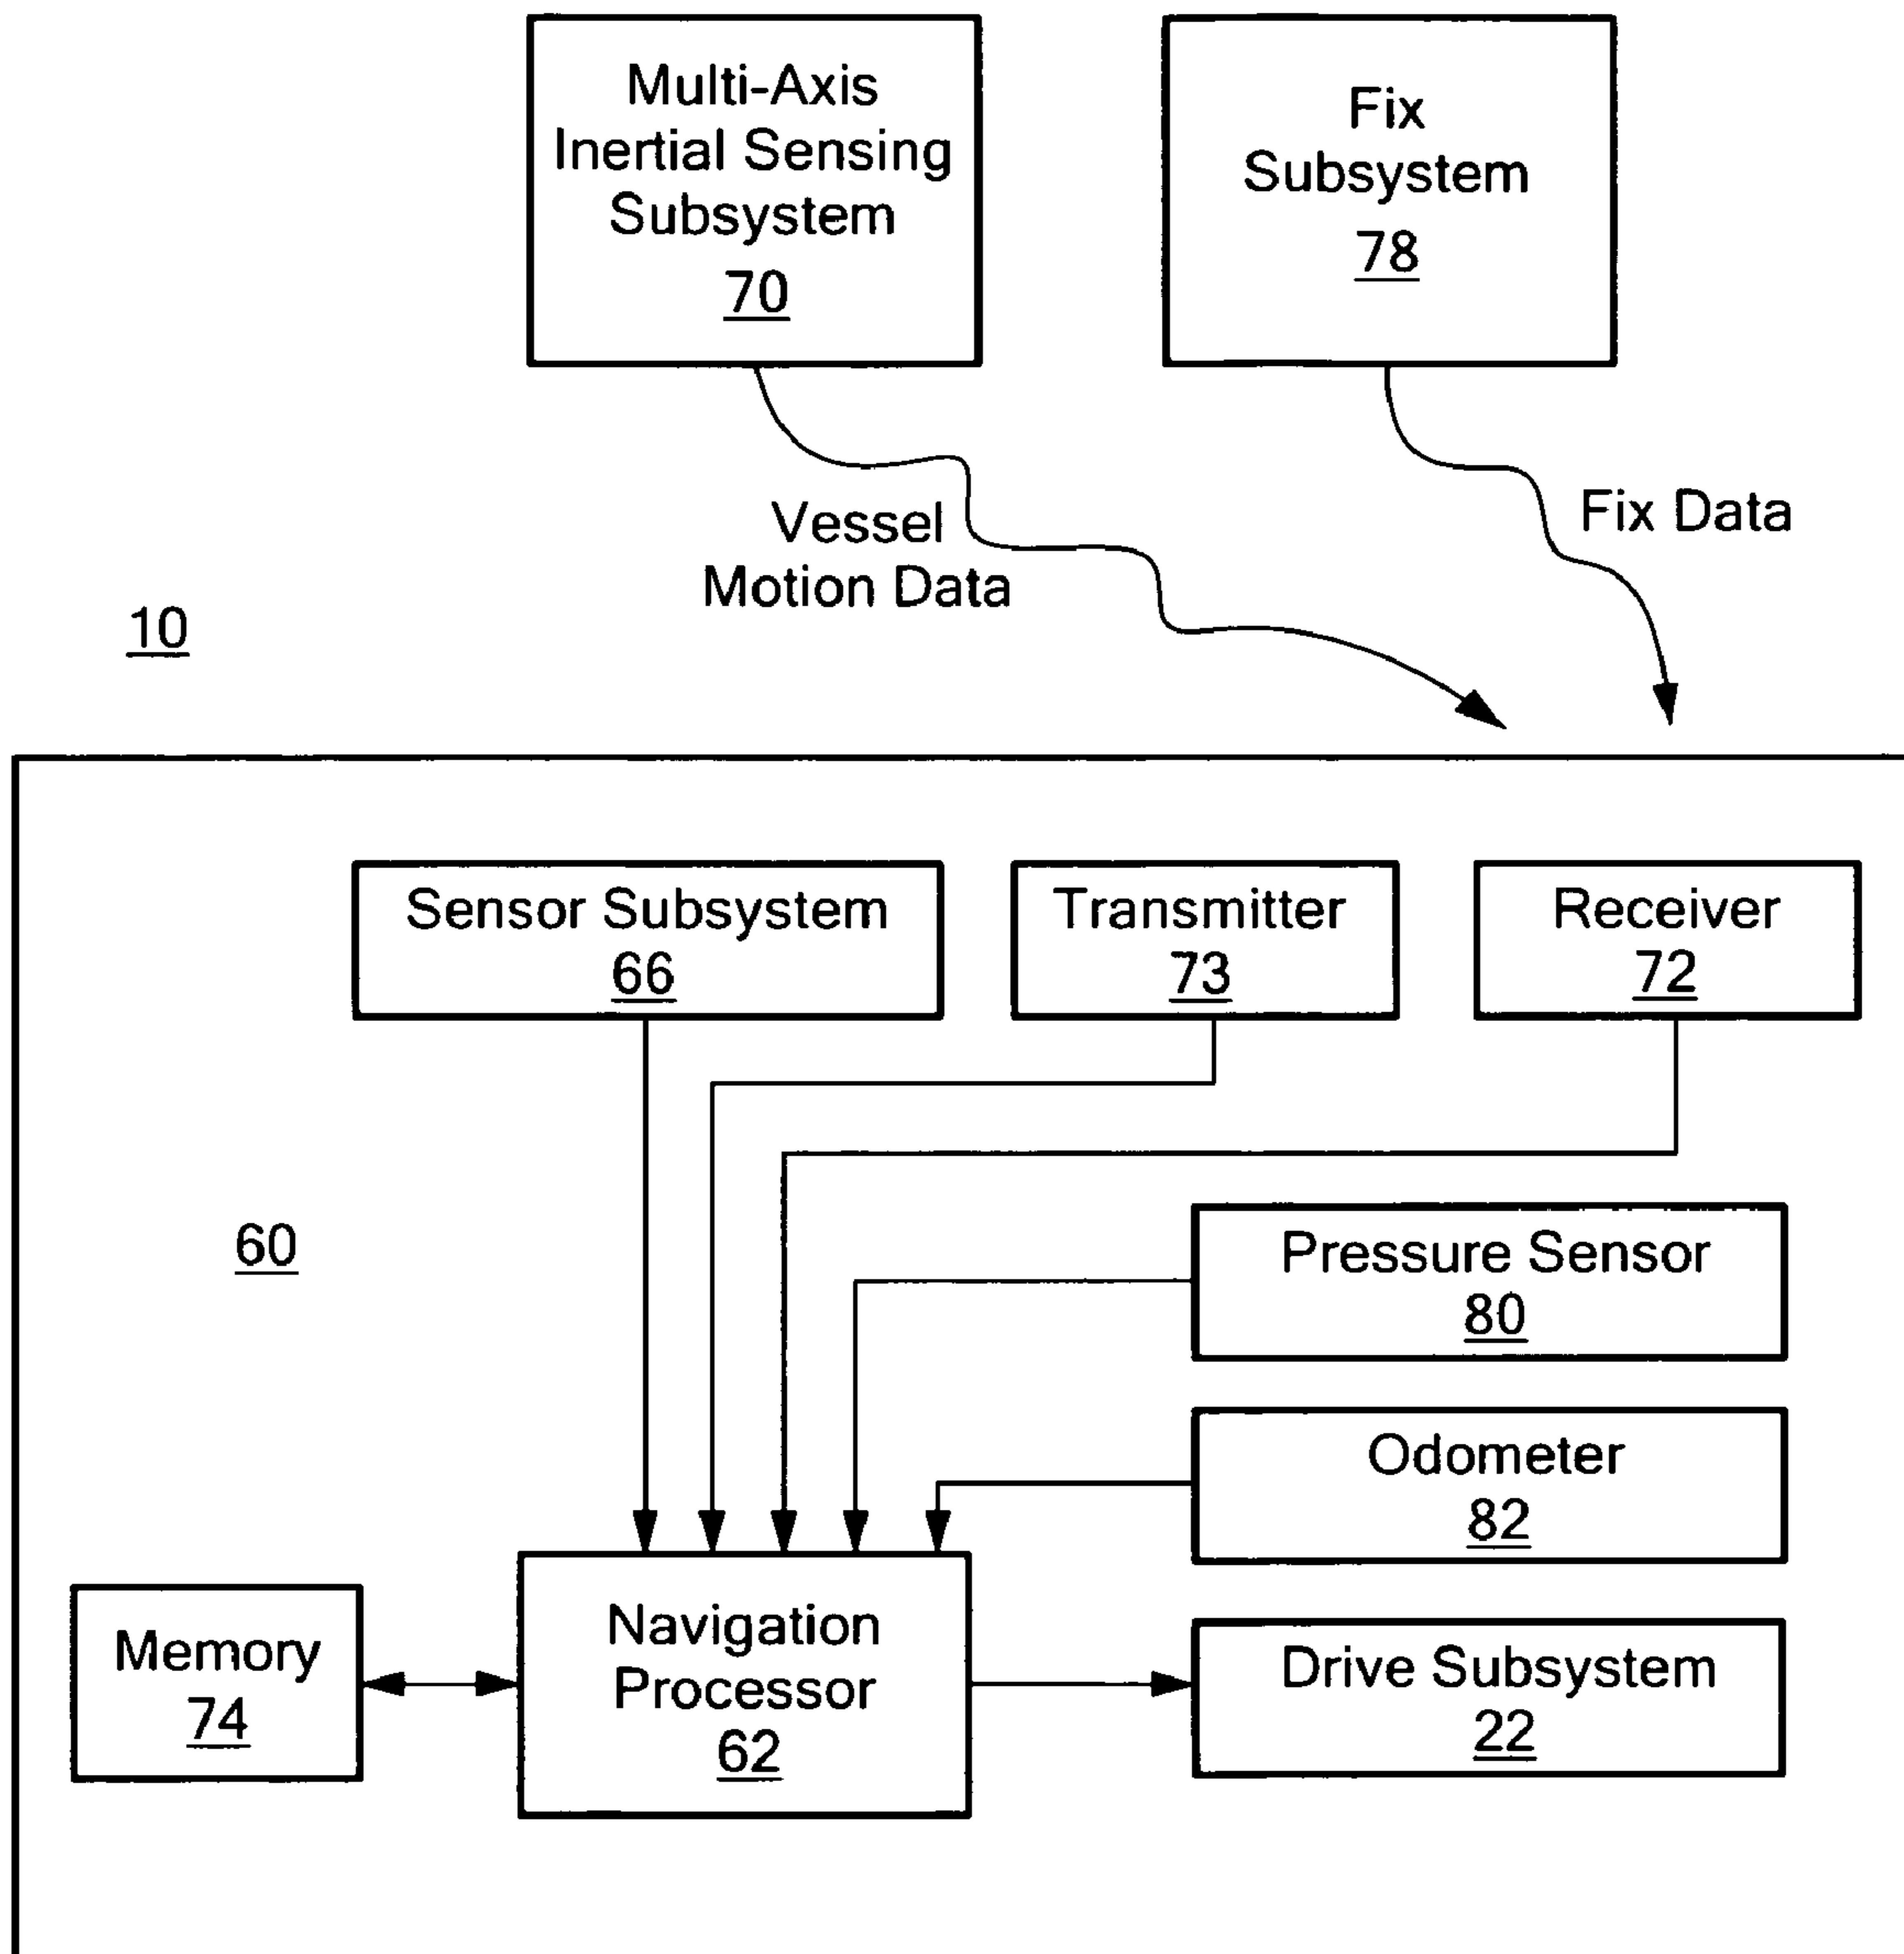 Multi-Axis
Inertial Sensing
Subsystem
70
Fix
Subsystem
78
Vessel
Motion Data
Fix Data
10
Sensor Subsystem
66
Transmitter
73
Receiver
72
60
Pressure Sensor
80
Odometer
82
Memory
74
Navigation
Processor
62
Drive Subsystem
22